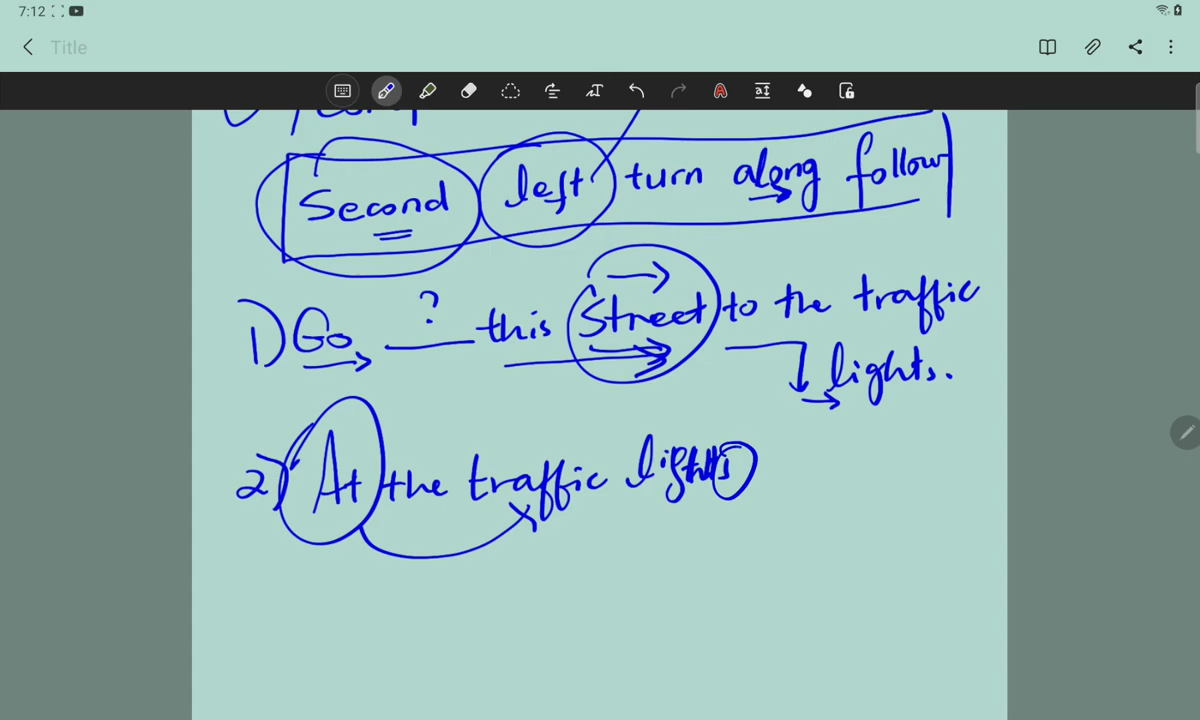 7:12
Title
Second left turn along follow
1) Go ? ___ this Street to the traffic
lights.
2) At the traffic lights